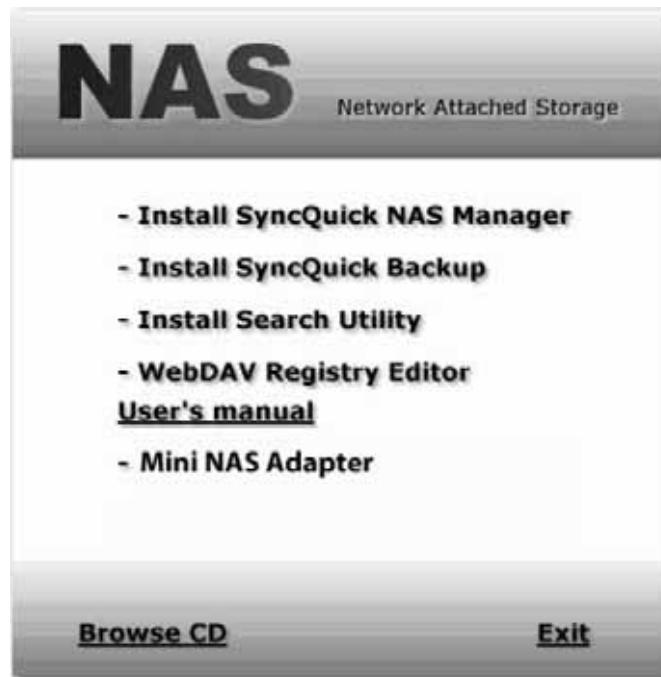 NAS
Network Attached Storage
- Install SyncQuick NAS Manager
- Install SyncQuick Backup
- Install Search Utility
- WebDAV Registry Editor
User's manual
- Mini NAS Adapter
Browse CD
Exit